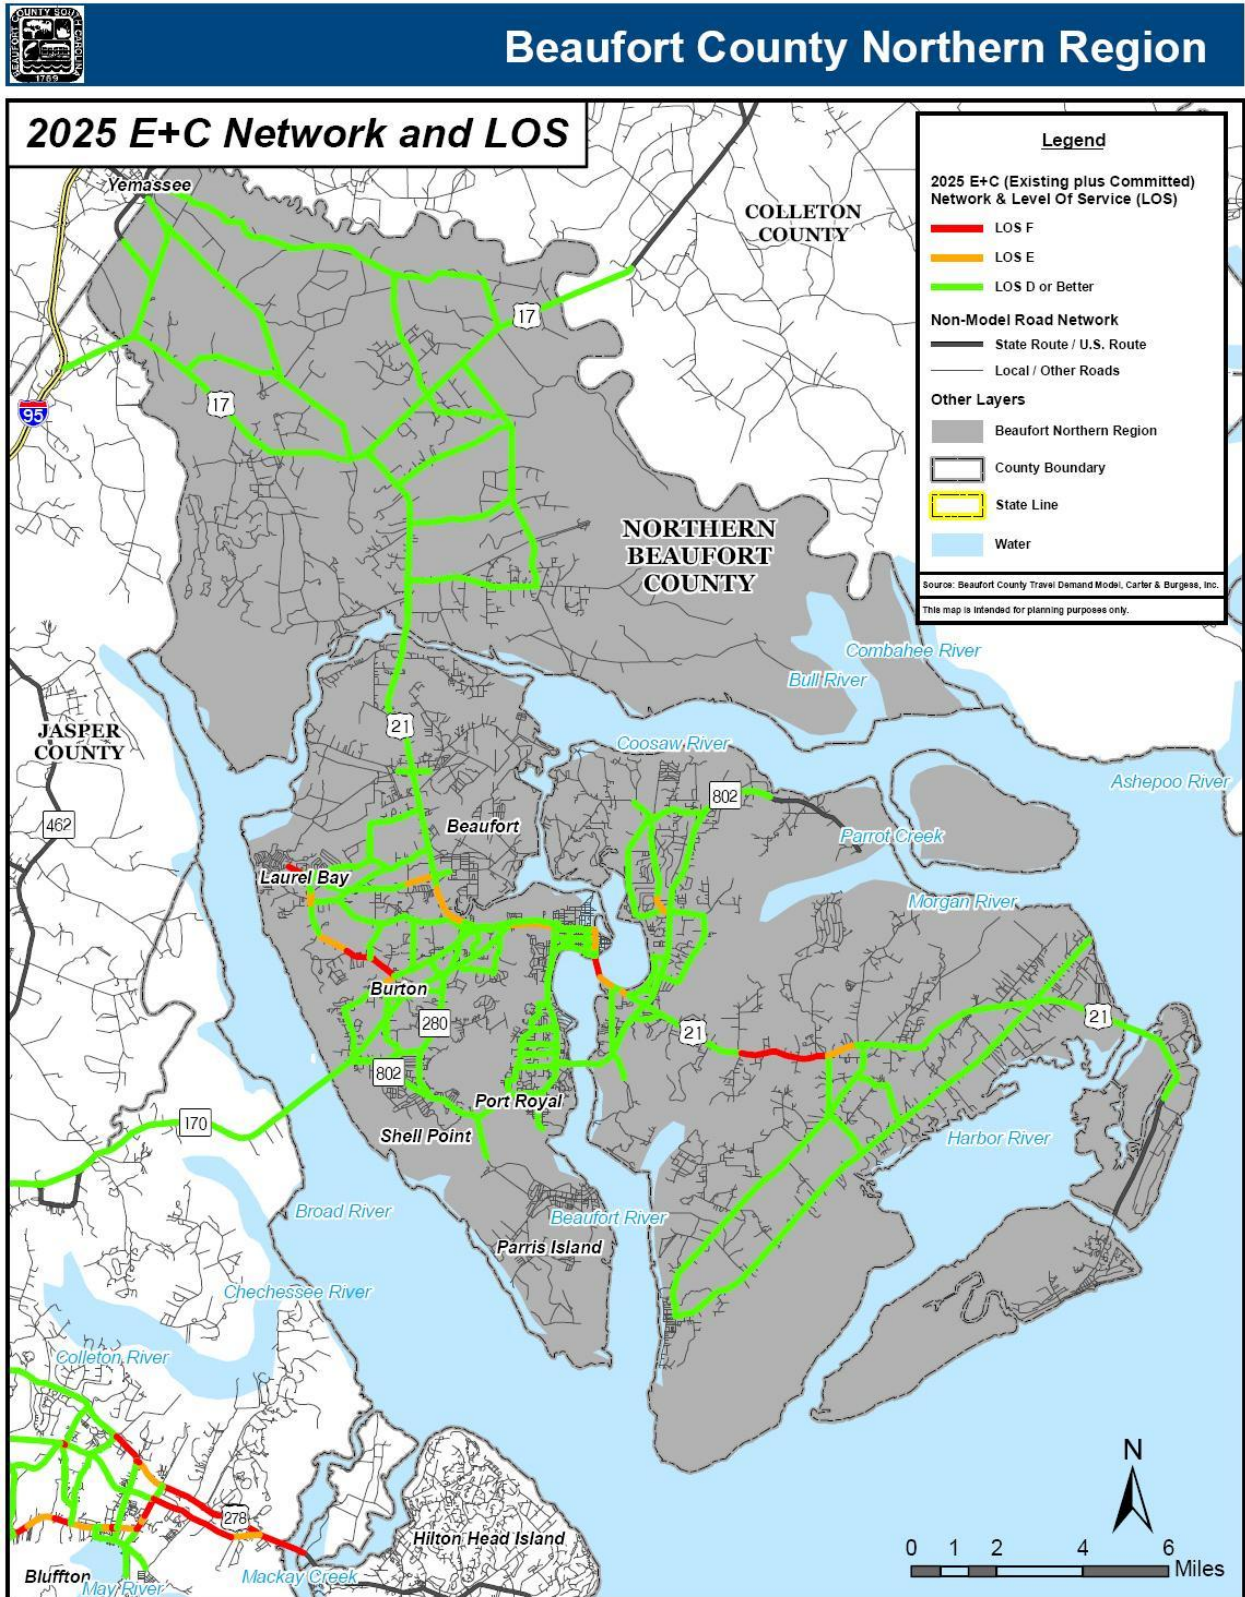 BEAUFORT COUNTY SOUTH CAROLINA
1769
Beaufort County Northern Region
2025 E+C Network and LOS
Legend
2025 E+C (Existing plus Committed)
Network & Level Of Service (LOS)
LOS F
LOS E
LOS D or Better
Non-Model Road Network
State Route / U.S. Route
Local / Other Roads
Other Layers
Beaufort Northern Region
County Boundary
State Line
Water
Source: Beaufort County Travel Demand Model, Carter & Burgess, Inc.
This map is intended for planning purposes only.
Yemassee
COLLETON
COUNTY
17
17
95
NORTHERN
BEAUFORT
COUNTY
Combahee River
Bull River
JASPER
COUNTY
21
Coosaw River
Ashepoo River
802
462
Beaufort
Parrot Creek
Laurel Bay
Morgan River
Burton
280
21
21
802
Port Royal
170
Shell Point
Harbor River
Broad River
Beaufort River
Parris Island
Chechessee River
Colleton River
N
278
Hilton Head Island
0 1 2 4 6
Miles
Bluffton
May River
Mackay Creek